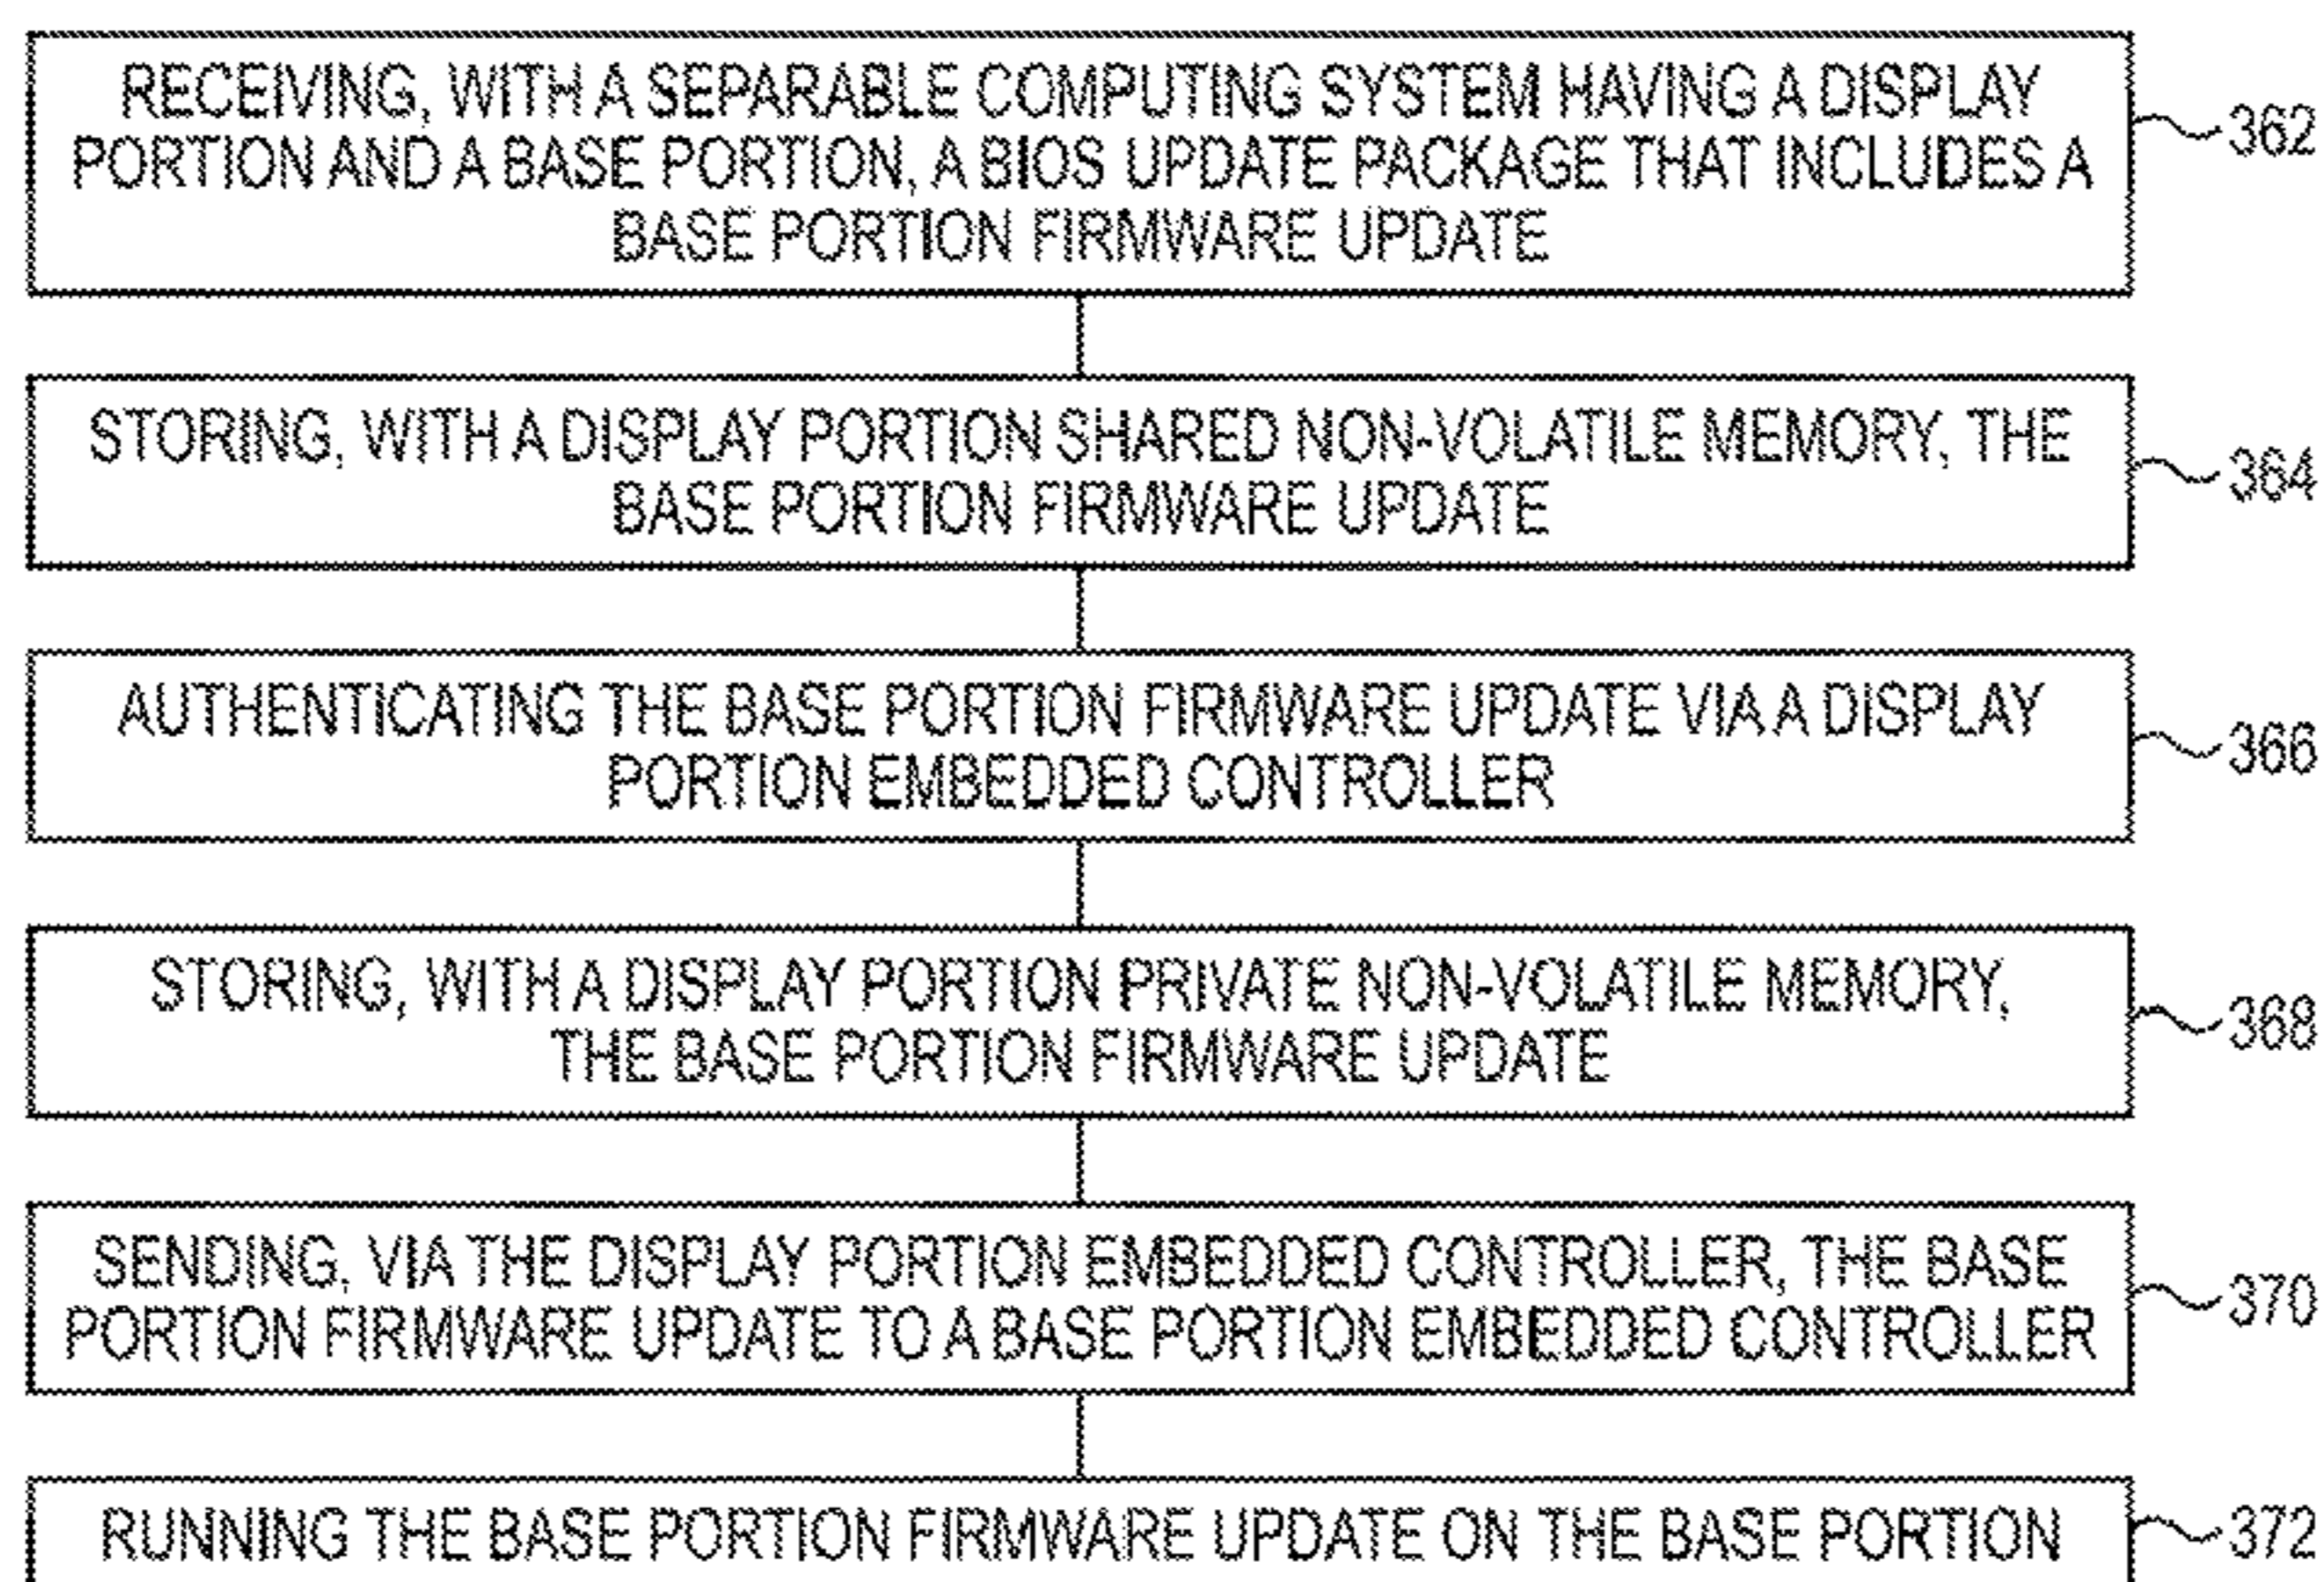 RECEIVING, WITH A SEPARABLE COMPUTING SYSTEM HAVING A DISPLAY
PORTION AND A BASE PORTION, A BIOS UPDATE PACKAGE THAT INCLUDES A
BASE PORTION FIRMWARE UPDATE
362
STORING, WITH A DISPLAY PORTION SHARED NON-VOLATILE MEMORY, THE
BASE PORTION FIRMWARE UPDATE
364
AUTHENTICATING THE BASE PORTION FIRMWARE UPDATE VIA A DISPLAY
PORTION EMBEDDED CONTROLLER
366
STORING, WITH A DISPLAY PORTION PRIVATE NON-VOLATILE MEMORY,
THE BASE PORTION FIRMWARE UPDATE
368
SENDING, VIA THE DISPLAY PORTION EMBEDDED CONTROLLER, THE BASE
PORTION FIRMWARE UPDATE TO A BASE PORTION EMBEDDED CONTROLLER
370
RUNNING THE BASE PORTION FIRMWARE UPDATE ON THE BASE PORTION
372